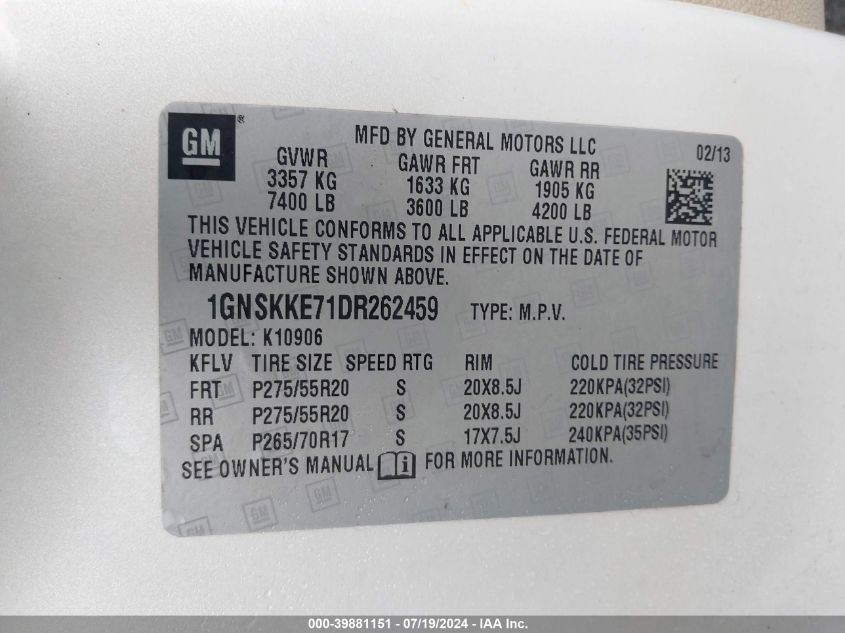 GM®
MFD BY GENERAL MOTORS LLC
02/13
GVWR GAWR FRT GAWR RR
3357 KG 1633 KG 1905 KG
7400 LB 3600 LB 4200 LB
THIS VEHICLE CONFORMS TO ALL APPLICABLE U.S. FEDERAL MOTOR
VEHICLE SAFETY STANDARDS IN EFFECT ON THE DATE OF
MANUFACTURE SHOWN ABOVE.
1GNSKKE71DR262459 TYPE: M.P.V.
MODEL: K10906
KFLV TIRE SIZE SPEED RTG RIM COLD TIRE PRESSURE
FRT P275/55R20 S 20X8.5J 220KPA(32PSI)
RR P275/55R20 S 20X8.5J 220KPA(32PSI)
SPA P265/70R17 S 17X7.5J 240KPA(35PSI)
SEE OWNER'S MANUAL i FOR MORE INFORMATION.
000-39881151 - 07/19/2024 - IAA Inc.